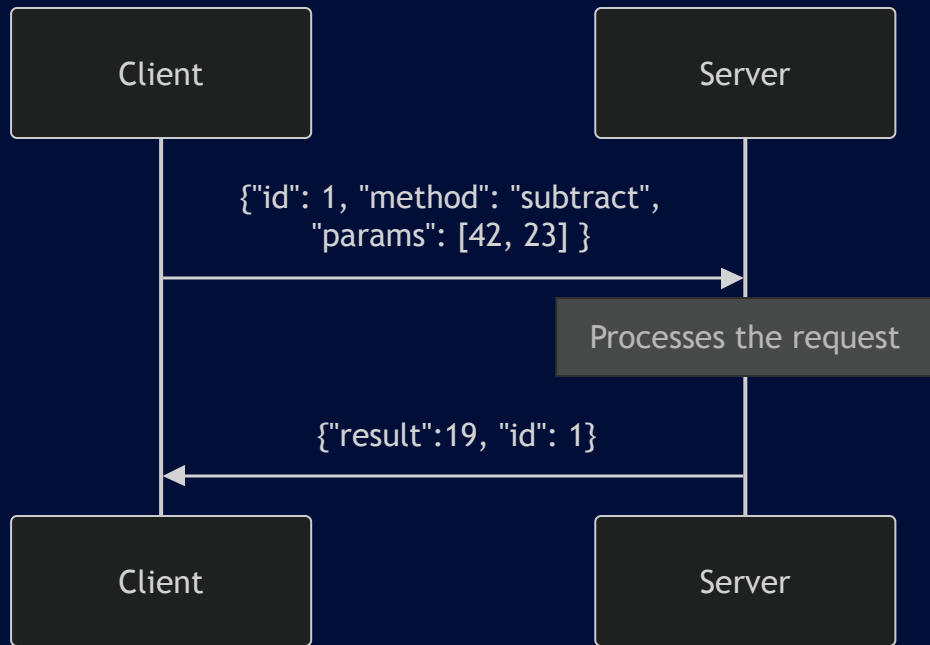 Client
Server
{"id": 1, "method": "subtract",
"params": [42, 23] }
Processes the request
{"result":19, "id": 1}
Client
Server